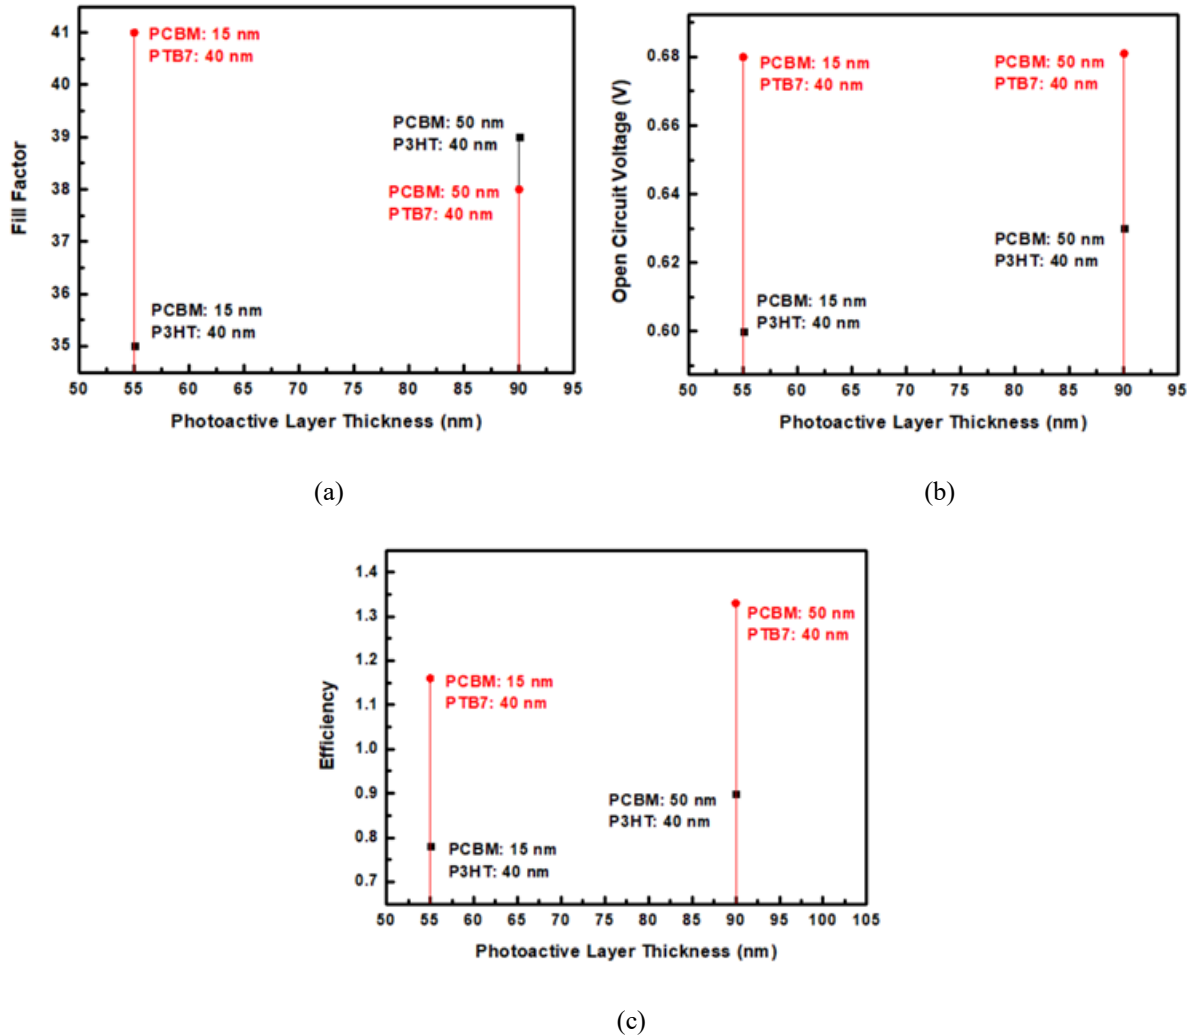 41
40
39
38
37
36
35
Fill Factor
PCBM: 15 nm
PTB7: 40 nm
PCBM: 50 nm
P3HT: 40 nm
PCBM: 50 nm
PTB7: 40 nm
PCBM: 15 nm
P3HT: 40 nm
50 55 60 65 70 75 80 85 90 95
Photoactive Layer Thickness (nm)
(a)
0.68
0.66
0.64
0.62
0.60
Open Circuit Voltage (V)
PCBM: 15 nm
PTB7: 40 nm
PCBM: 50 nm
PTB7: 40 nm
PCBM: 50 nm
P3HT: 40 nm
PCBM: 15 nm
P3HT: 40 nm
50 55 60 65 70 75 80 85 90 95
Photoactive Layer Thickness (nm)
(b)
1.4
1.3
1.2
1.1
1.0
0.9
0.8
0.7
Efficiency
PCBM: 50 nm
PTB7: 40 nm
PCBM: 15 nm
PTB7: 40 nm
PCBM: 50 nm
P3HT: 40 nm
PCBM: 15 nm
P3HT: 40 nm
50 55 60 65 70 75 80 85 90 95 100 105
Photoactive Layer Thickness (nm)
(c)